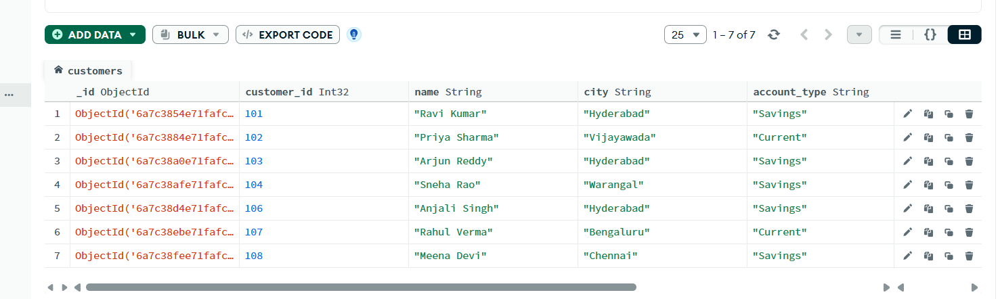 ADD DATA BULK </> EXPORT CODE 25 1 – 7 of 7 {}
customers
_id ObjectId customer_id Int32 name String city String account_type String
1 ObjectId('6a7c3854e71fafc… 101 "Ravi Kumar" "Hyderabad" "Savings"
2 ObjectId('6a7c3884e71fafc… 102 "Priya Sharma" "Vijayawada" "Current"
3 ObjectId('6a7c38a0e71fafc… 103 "Arjun Reddy" "Hyderabad" "Savings"
4 ObjectId('6a7c38afe71fafc… 104 "Sneha Rao" "Warangal" "Savings"
5 ObjectId('6a7c38d4e71fafc… 106 "Anjali Singh" "Hyderabad" "Savings"
6 ObjectId('6a7c38ebe71fafc… 107 "Rahul Verma" "Bengaluru" "Current"
7 ObjectId('6a7c38fee71fafc… 108 "Meena Devi" "Chennai" "Savings"